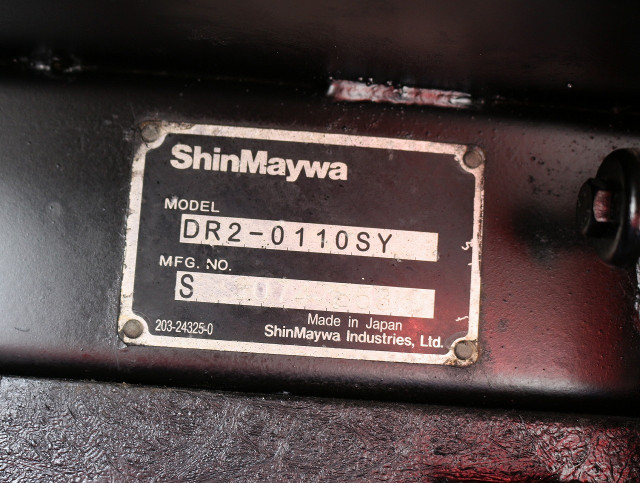 ShinMaywa
MODEL
DR2-0110SY
MFG. NO.
S
Made in Japan
203-24325-0 ShinMaywa Industries, Ltd.